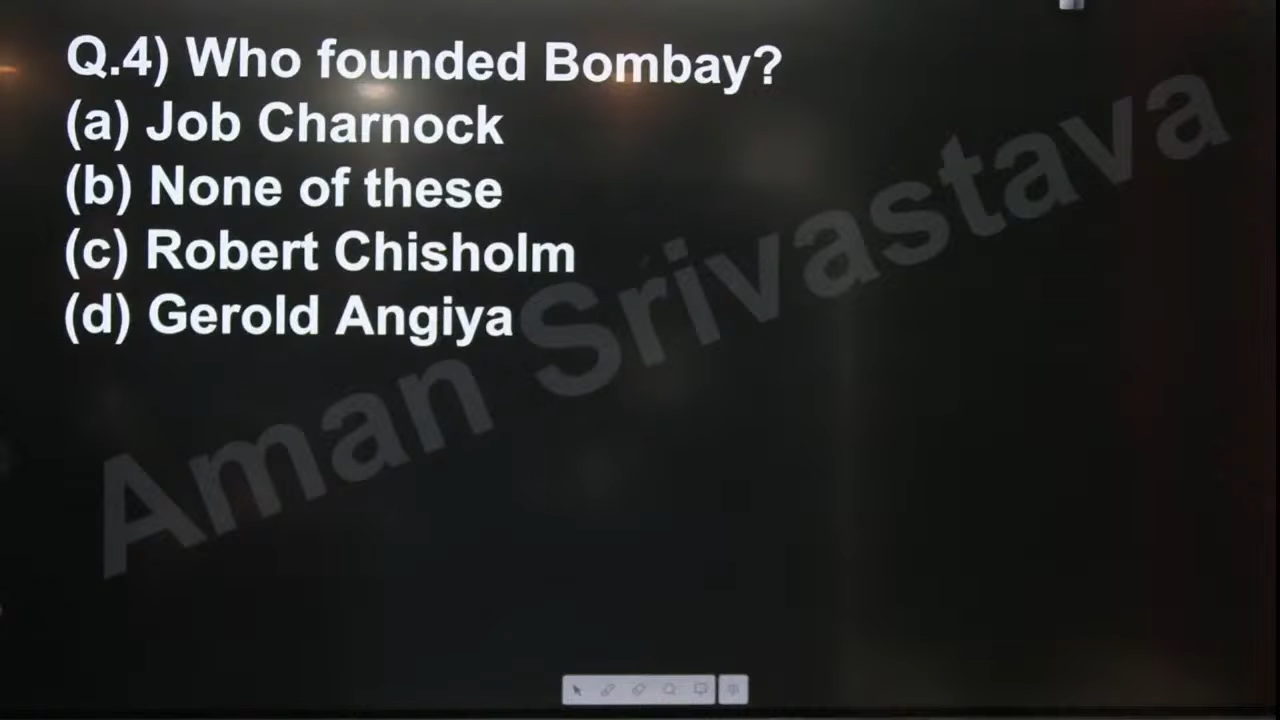 Q.4) Who founded Bombay?
(a) Job Charnock
(b) None of these
(c) Robert Chisholm
(d) Gerold Angiya
Aman Srivastava